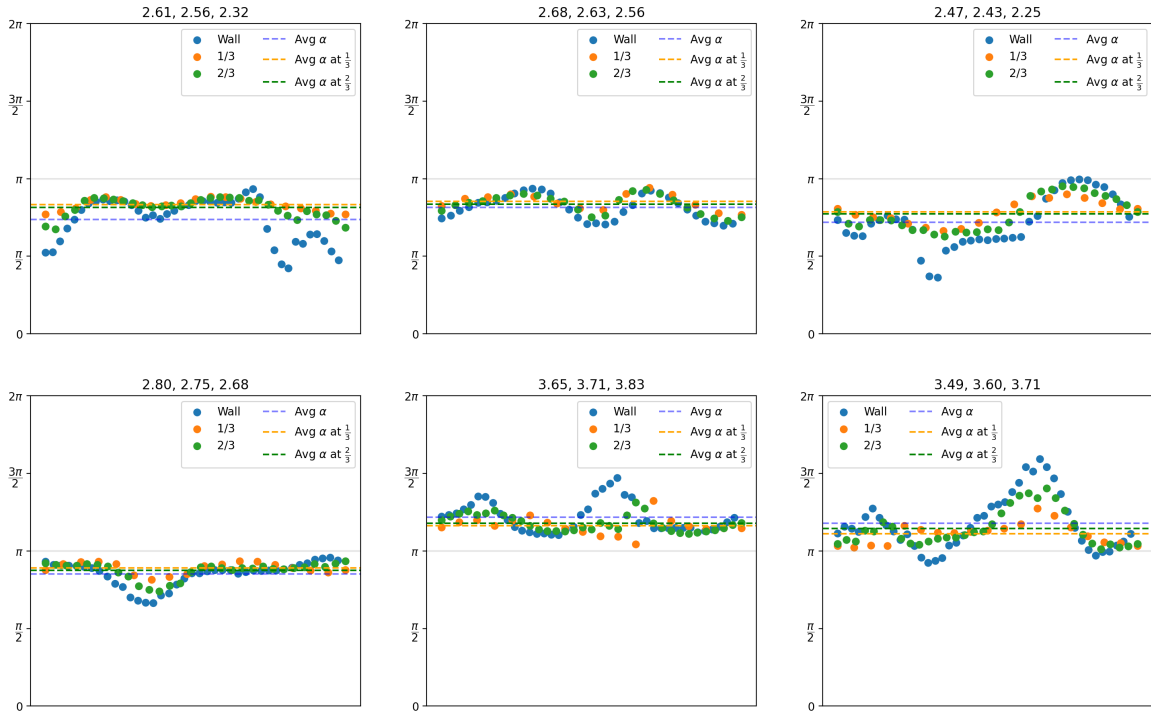 2.61, 2.56, 2.32
2π
3π/2
π
π/2
0
Wall
1/3
2/3
Avg α
Avg α at 1/3
Avg α at 2/3
2.68, 2.63, 2.56
2π
3π/2
π
π/2
0
Wall
1/3
2/3
Avg α
Avg α at 1/3
Avg α at 2/3
2.47, 2.43, 2.25
2π
3π/2
π
π/2
0
Wall
1/3
2/3
Avg α
Avg α at 1/3
Avg α at 2/3
2.80, 2.75, 2.68
2π
3π/2
π
π/2
0
Wall
1/3
2/3
Avg α
Avg α at 1/3
Avg α at 2/3
3.65, 3.71, 3.83
2π
3π/2
π
π/2
0
Wall
1/3
2/3
Avg α
Avg α at 1/3
Avg α at 2/3
3.49, 3.60, 3.71
2π
3π/2
π
π/2
0
Wall
1/3
2/3
Avg α
Avg α at 1/3
Avg α at 2/3